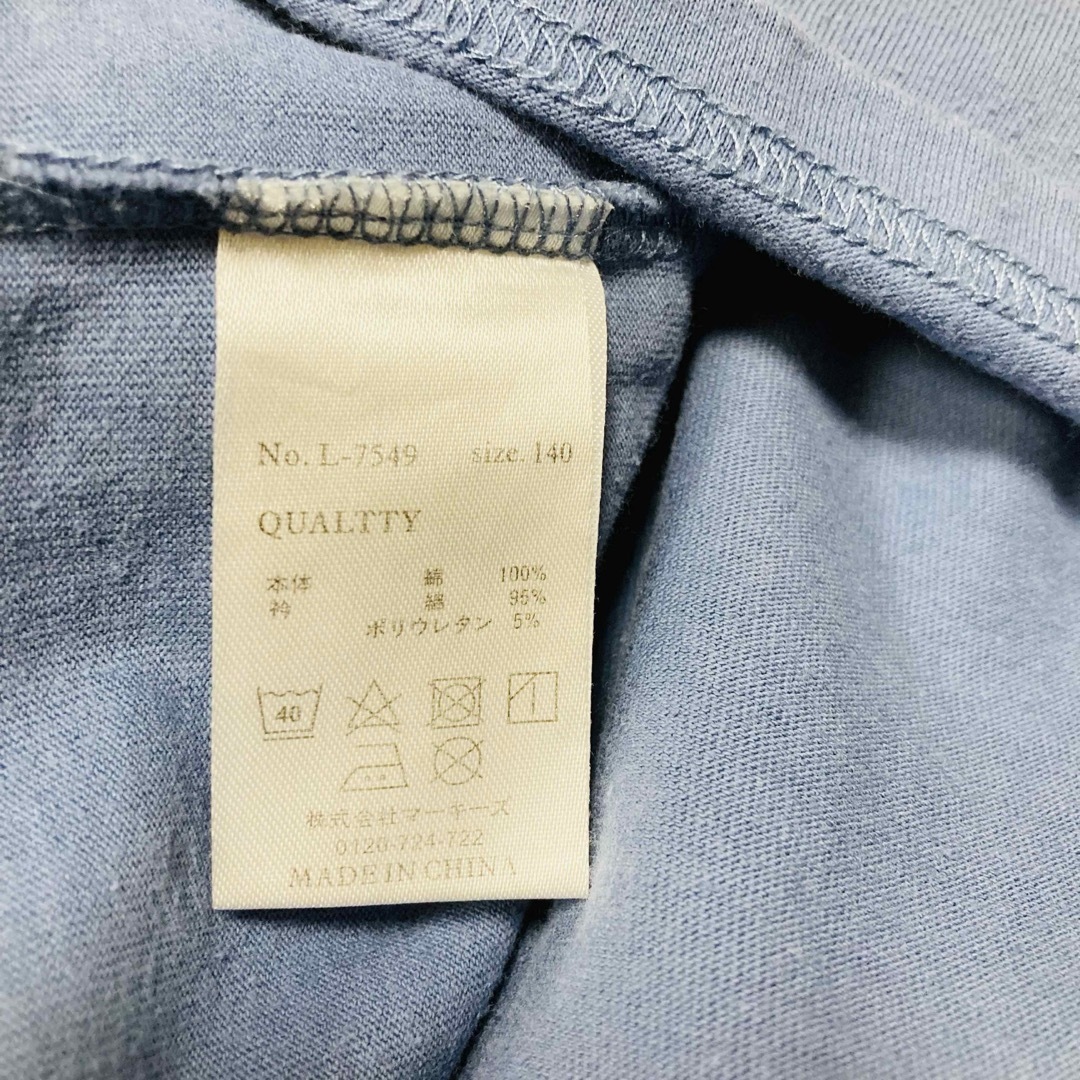 No. L-7549 size. 140
QUALTTY
本体 綿 100%
衿 綿 95%
ポリウレタン 5%
40
株式会社マーキーズ
0120-724-722
MADE IN CHINA